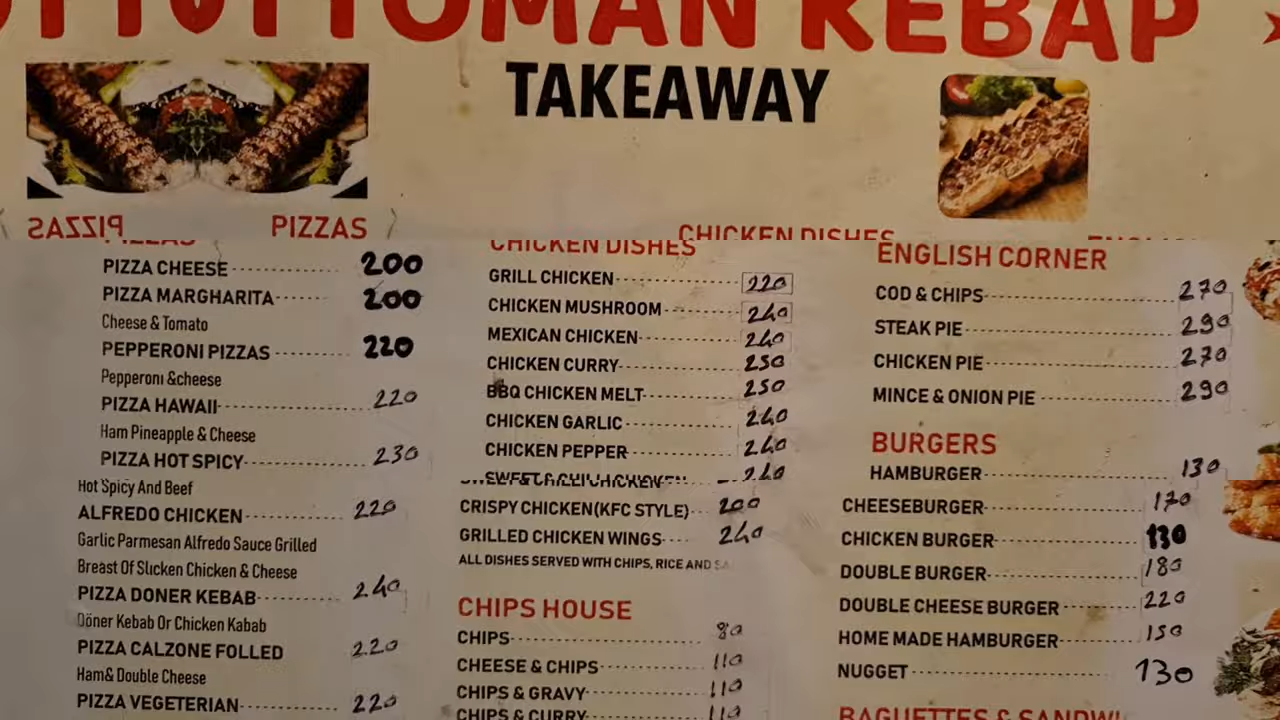 OTTOMAN KEBAP
TAKEAWAY
PIZZAS PIZZAS
PIZZAS
PIZZA CHEESE 200
PIZZA MARGHARITA 200
Cheese & Tomato
PEPPERONI PIZZAS 220
Pepperoni &cheese
PIZZA HAWAII 220
Ham Pineapple & Cheese
PIZZA HOT SPICY 230
Hot Spicy And Beef
ALFREDO CHICKEN 220
Garlic Parmesan Alfredo Sauce Grilled
Breast Of Slicken Chicken & Cheese
PIZZA DONER KEBAB 240
Döner Kebab Or Chicken Kabab
PIZZA CALZONE FOLLED 220
Ham& Double Cheese
PIZZA VEGETERIAN 220
CHICKEN DISHES
CHICKEN DISHES
GRILL CHICKEN 220
CHICKEN MUSHROOM 240
MEXICAN CHICKEN 240
CHICKEN CURRY 250
BBQ CHICKEN MELT 250
CHICKEN GARLIC 240
CHICKEN PEPPER 240
240
CRISPY CHICKEN(KFC STYLE) 200
GRILLED CHICKEN WINGS 240
ALL DISHES SERVED WITH CHIPS, RICE AND
CHIPS HOUSE
CHIPS 80
CHEESE & CHIPS 110
CHIPS & GRAVY 110
CHIPS & CURRY 110
ENGLISH CORNER
COD & CHIPS 270
STEAK PIE 290
CHICKEN PIE 270
MINCE & ONION PIE 290
BURGERS
HAMBURGER 130
CHEESEBURGER 170
CHICKEN BURGER 130
DOUBLE BURGER 180
DOUBLE CHEESE BURGER 220
HOME MADE HAMBURGER 150
NUGGET 130
BAGUETTES &